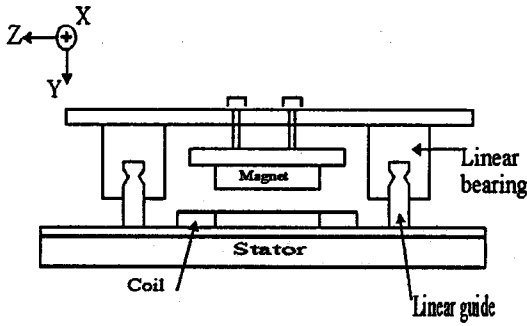 X
Z
Y
Magnet
Linear
bearing
Stator
Coil
Linear guide